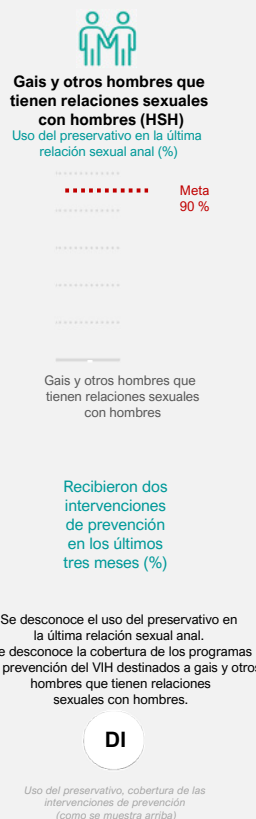 Gais y otros hombres que
tienen relaciones sexuales
con hombres (HSH)
Uso del preservativo en la última
relación sexual anal (%)
Meta
90 %
Gais y otros hombres que
tienen relaciones sexuales
con hombres
Recibieron dos
intervenciones
de prevención
en los últimos
tres meses (%)
Se desconoce el uso del preservativo en
la última relación sexual anal.
e desconoce la cobertura de los programas
prevención del VIH destinados a gais y otros
hombres que tienen relaciones
sexuales con hombres.
DI
Uso del preservativo, cobertura de las
intervenciones de prevención
(como se muestra arriba)